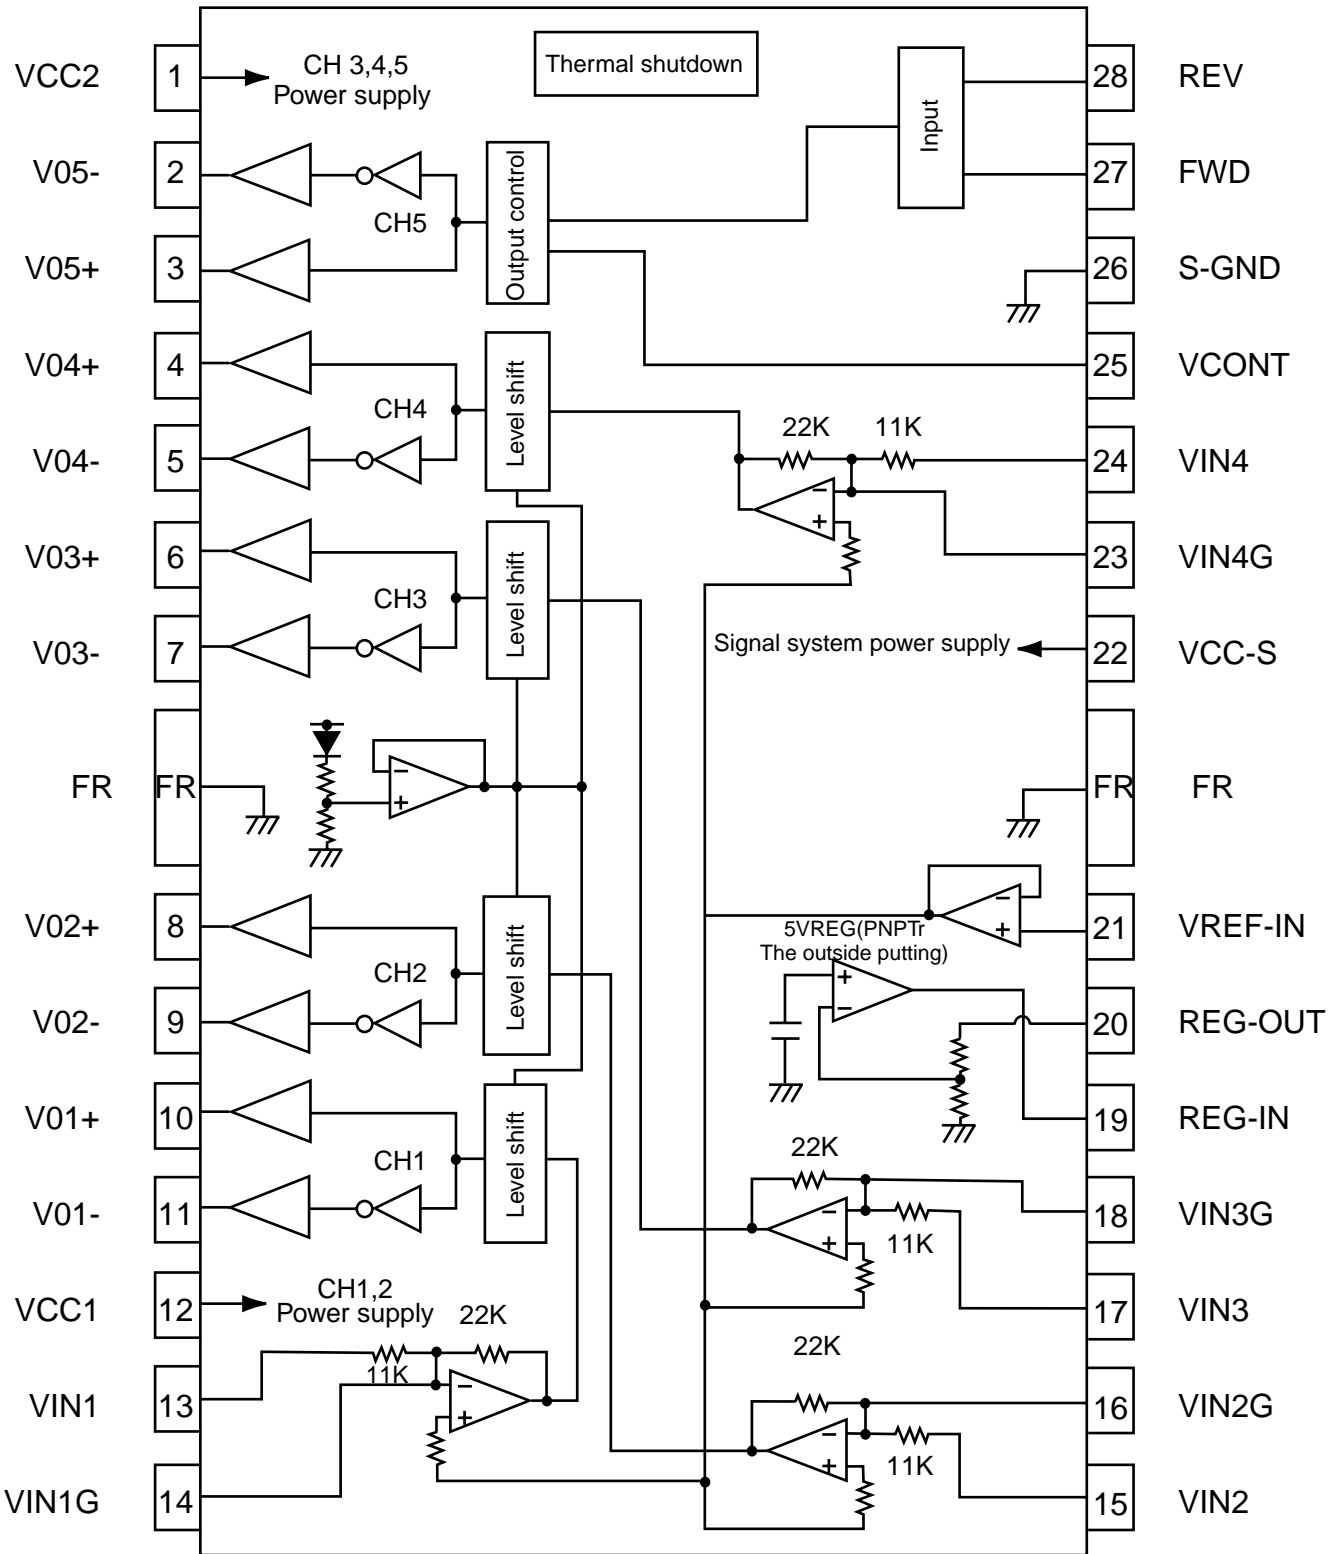 VCC2
1
CH 3,4,5
Power supply
Thermal shutdown
Input
28
REV
V05-
2
CH5
Output control
27
FWD
V05+
3
26
S-GND
V04+
4
CH4
Level shift
25
VCONT
22K
11K
V04-
5
24
VIN4
−
+
V03+
6
CH3
Level shift
23
VIN4G
V03-
7
Signal system power supply
22
VCC-S
FR
FR
−
+
FR
FR
V02+
8
CH2
Level shift
5VREG(PNPTr
The outside putting)
−
+
21
VREF-IN
V02-
9
+
−
20
REG-OUT
V01+
10
CH1
Level shift
19
REG-IN
22K
V01-
11
−
+
11K
18
VIN3G
VCC1
12
CH1,2
Power supply
22K
17
VIN3
22K
11K
VIN1
13
−
+
16
VIN2G
−
+
11K
VIN1G
14
15
VIN2